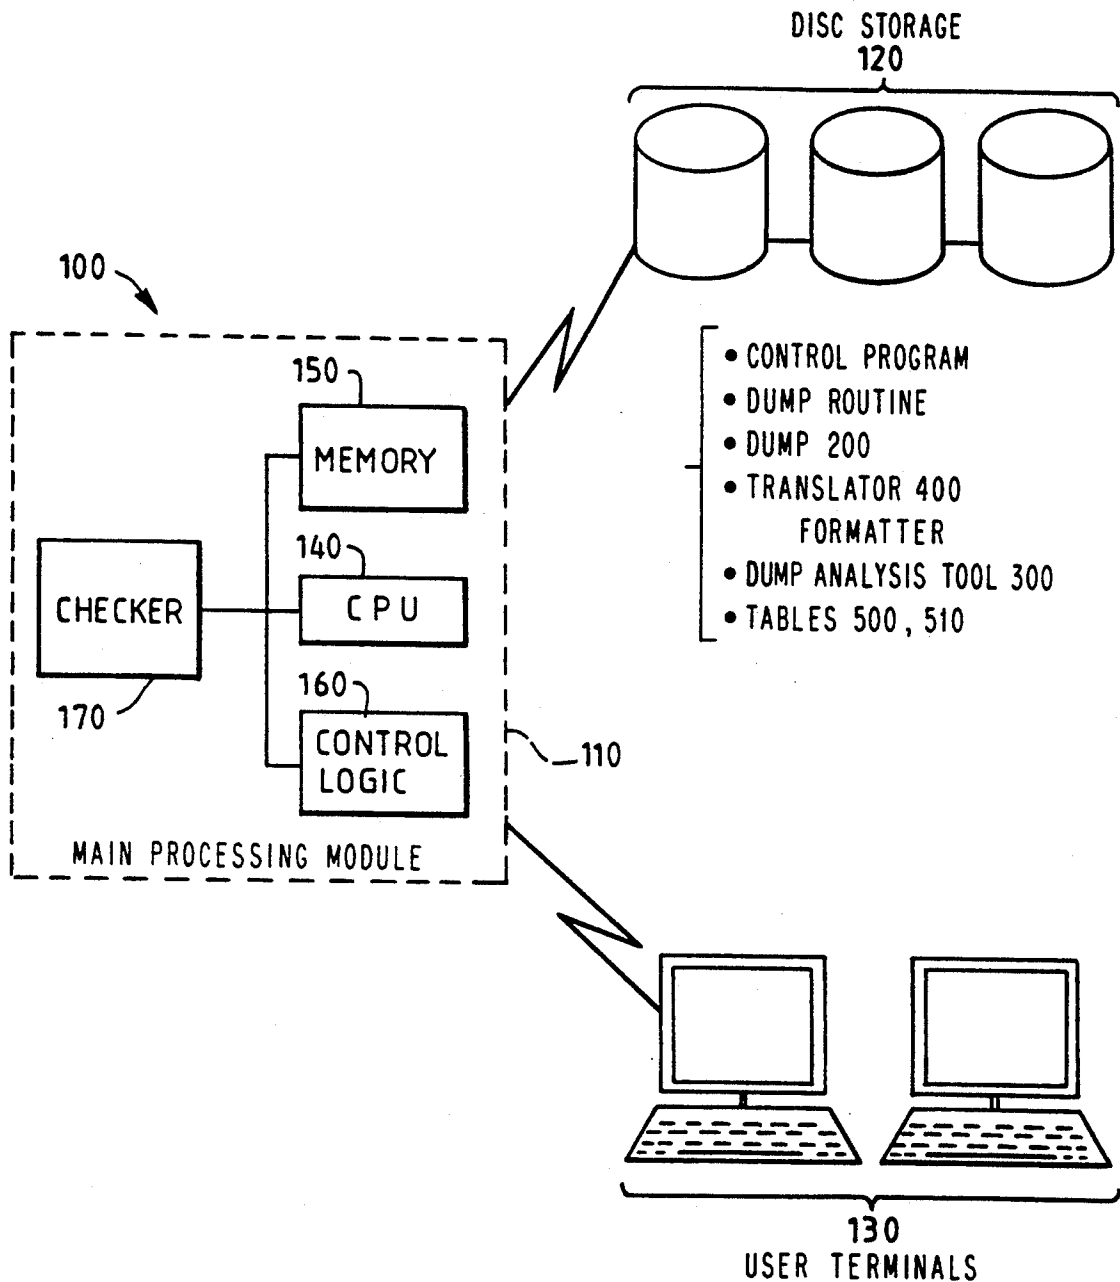 DISC STORAGE
120
100
150
MEMORY
140
CPU
CHECKER
170
160
CONTROL
LOGIC
110
MAIN PROCESSING MODULE
• CONTROL PROGRAM
• DUMP ROUTINE
• DUMP 200
• TRANSLATOR 400
FORMATTER
• DUMP ANALYSIS TOOL 300
• TABLES 500, 510
130
USER TERMINALS